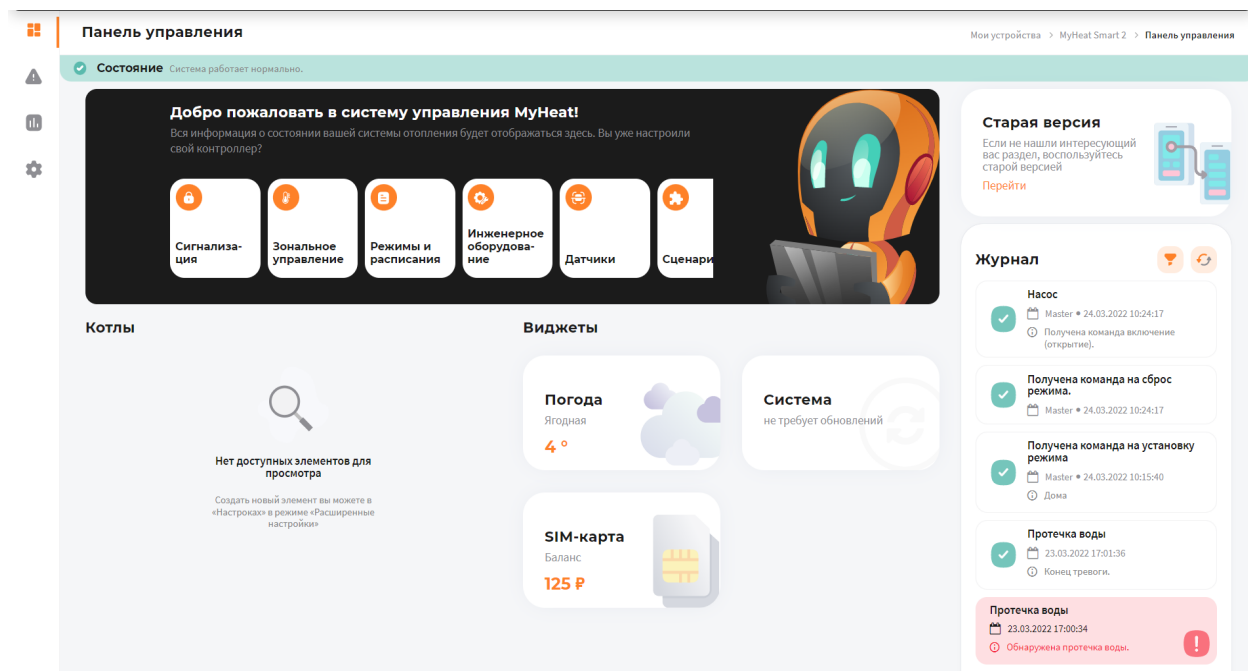 Панель управления
Мои устройства > MyHeat Smart 2 > Панель управления
Состояние Система работает нормально.
Добро пожаловать в систему управления MyHeat!
Вся информация о состоянии вашей системы отопления будет отображаться здесь. Вы уже настроили
свой контроллер?
Сигнализа-
ция
Зональное
управление
Режимы и
расписания
Инженерное
оборудова-
ние
Датчики
Сценари
Старая версия
Если не нашли интересующий
вас раздел, воспользуйтесь
старой версией
Перейти
Котлы
Нет доступных элементов для
просмотра
Создать новый элемент вы можете в
«Настроках» в режиме «Расширенные
настройки»
Виджеты
Погода
Ягодная
4 °
Система
не требует обновлений
SIM-карта
Баланс
125 ₽
Журнал
Насос
Master • 24.03.2022 10:24:17
Получена команда включение
(открытие).
Получена команда на сброс
режима.
Master • 24.03.2022 10:24:17
Получена команда на установку
режима
Master • 24.03.2022 10:15:40
Дома
Протечка воды
23.03.2022 17:01:36
Конец тревоги.
Протечка воды
23.03.2022 17:00:34
Обнаружена протечка воды.